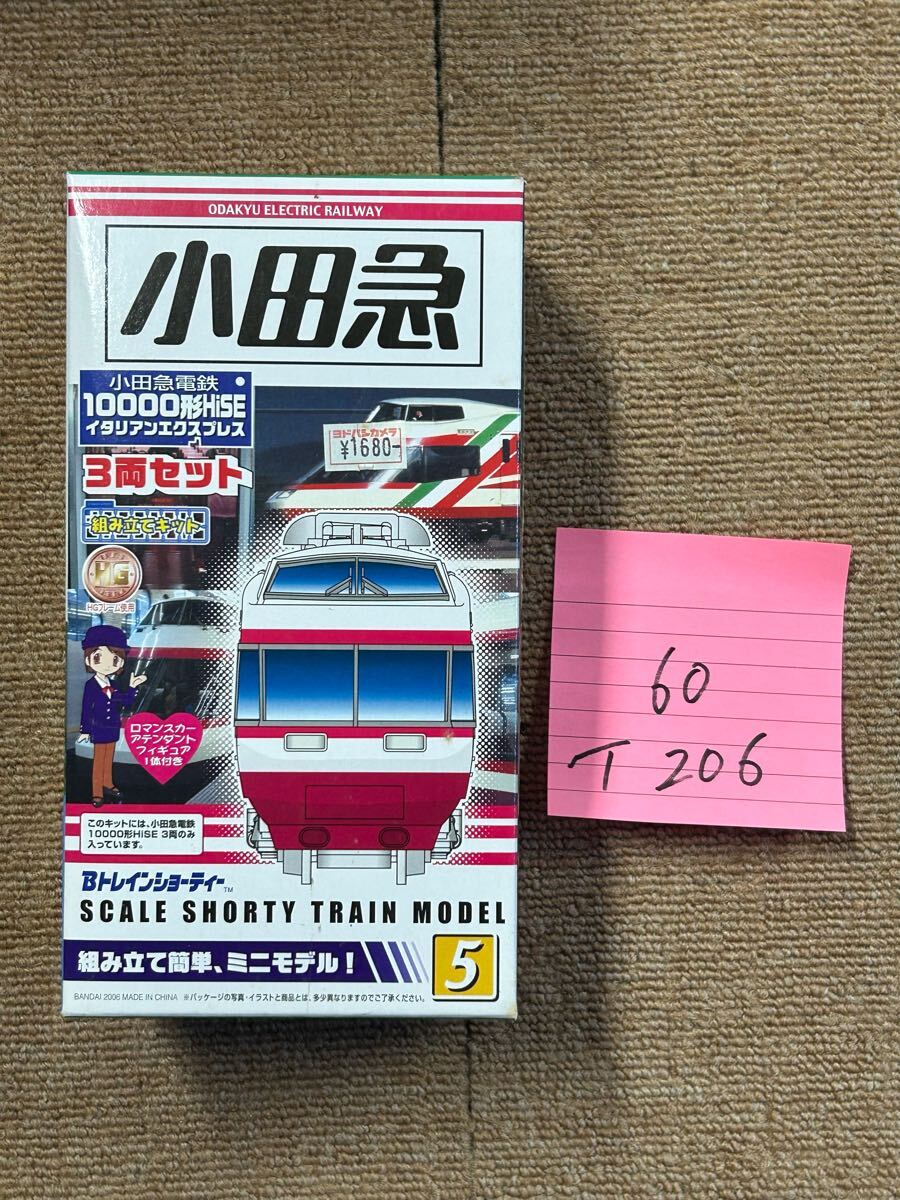 ODAKYU ELECTRIC RAILWAY
小田急
小田急電鉄
10000形HiSE
イタリアンエクスプレス
3両セット
組み立てキット
ヨドバシカメラ
¥1680-
HG
HGフレーム使用
ロマンスカー
アテンダント
フィギュア
1体付き
このキットには、小田急電鉄
10000形HiSE 3両のみ
入っています。
Bトレインショーティー™
SCALE SHORTY TRAIN MODEL
組み立て簡単、ミニモデル!
5
BANDAI 2006 MADE IN CHINA ※パッケージの写真・イラストと商品とは、多少異なりますのでご了承ください。
60
T 206